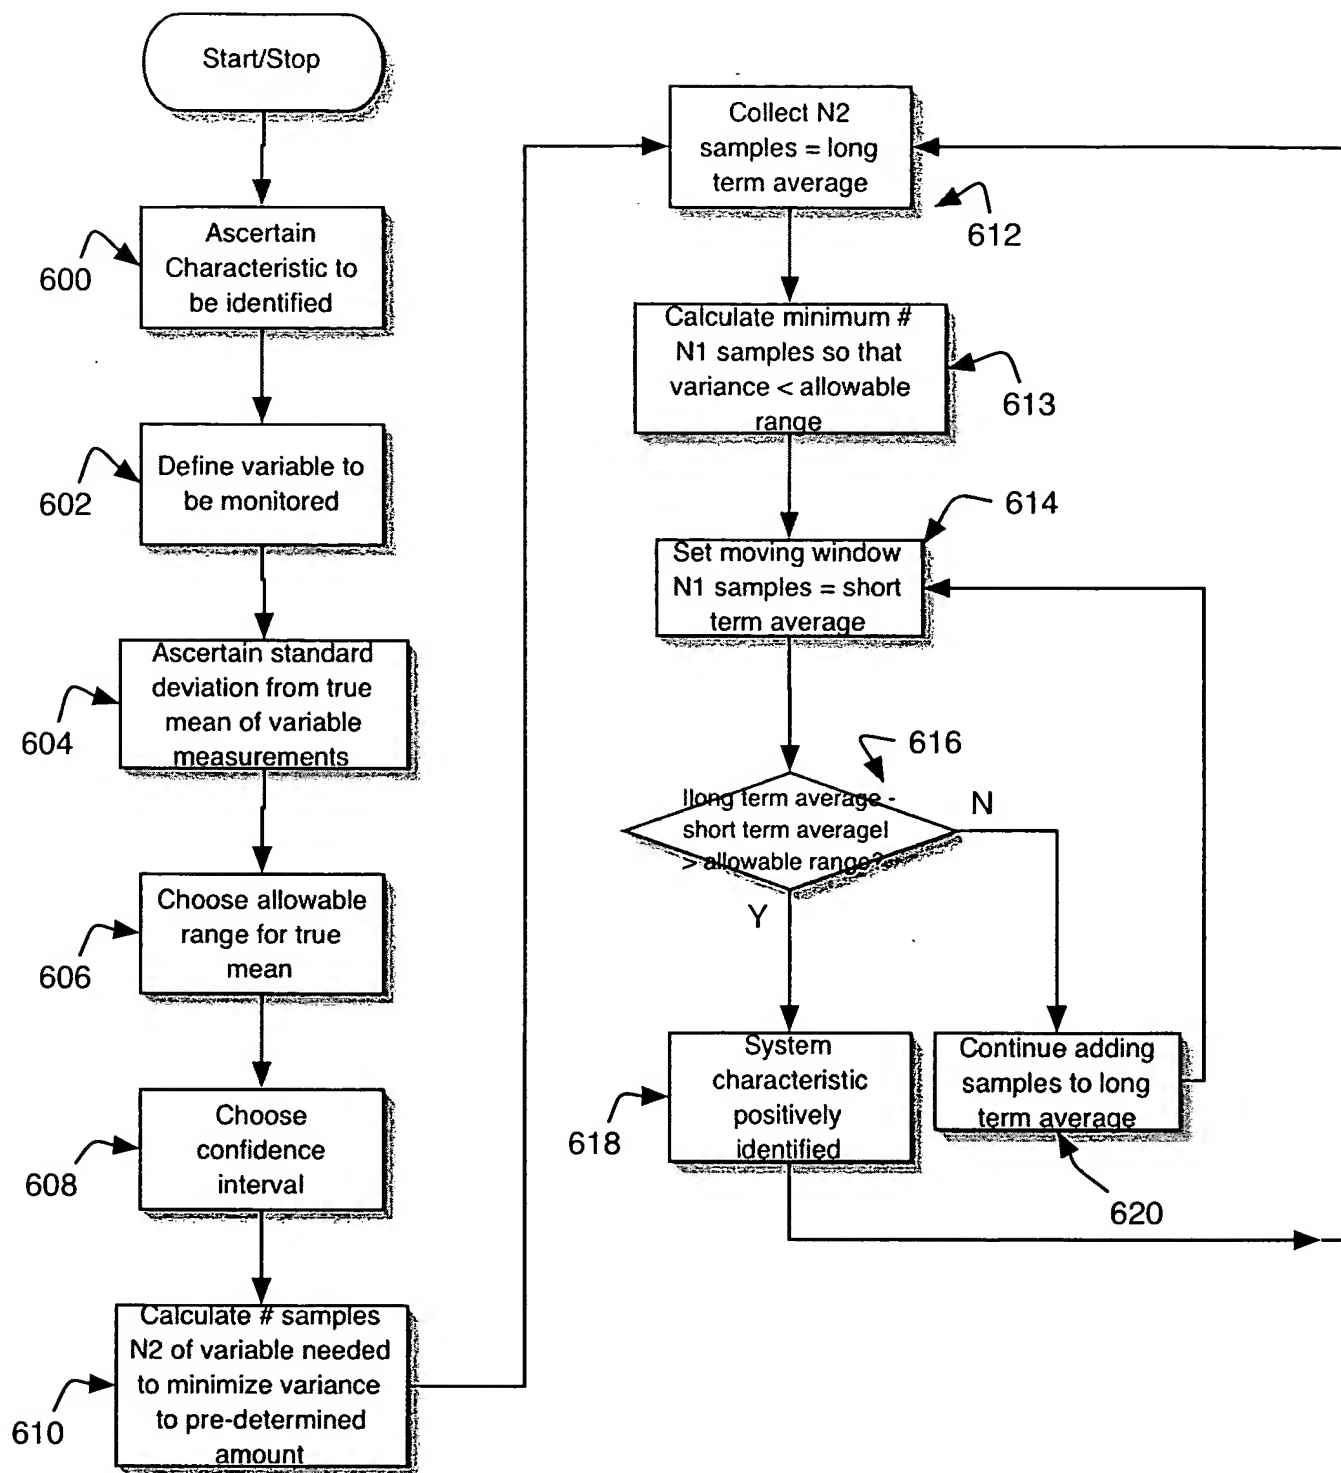 Start/Stop
600
Ascertain
Characteristic to
be identified
602
Define variable to
be monitored
604
Ascertain standard
deviation from true
mean of variable
measurements
606
Choose allowable
range for true
mean
608
Choose
confidence
interval
610
Calculate # samples
N2 of variable needed
to minimize variance
to pre-determined
amount
Collect N2
samples = long
term average
612
Calculate minimum #
N1 samples so that
variance < allowable
range
613
Set moving window
N1 samples = short
term average
614
616
|long term average -
short term average|
> allowable range?
N
Y
618
System
characteristic
positively
identified
Continue adding
samples to long
term average
620